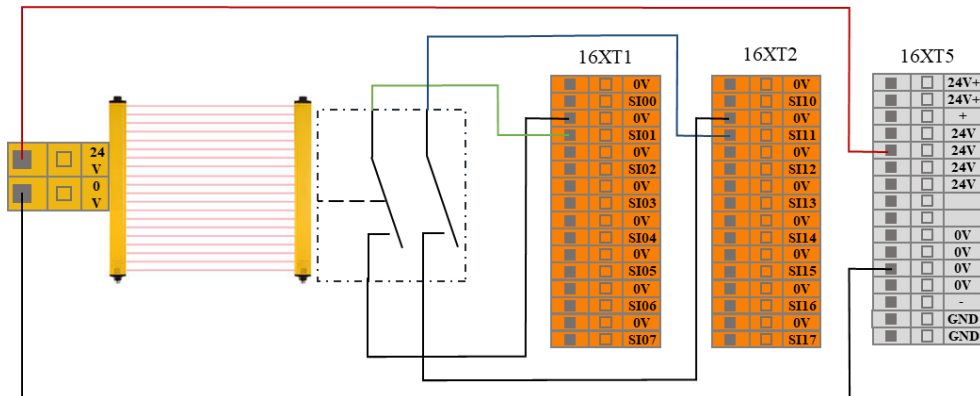 16XT1
16XT2
16XT5
24
V
0
V
0V
SI00
0V
SI01
0V
SI02
0V
SI03
0V
SI04
0V
SI05
0V
SI06
0V
SI07
0V
SI10
0V
SI11
0V
SI12
0V
SI13
0V
SI14
0V
SI15
0V
SI16
0V
SI17
24V+
24V+
+
24V
24V
24V
24V
0V
0V
0V
0V
-
GND
GND